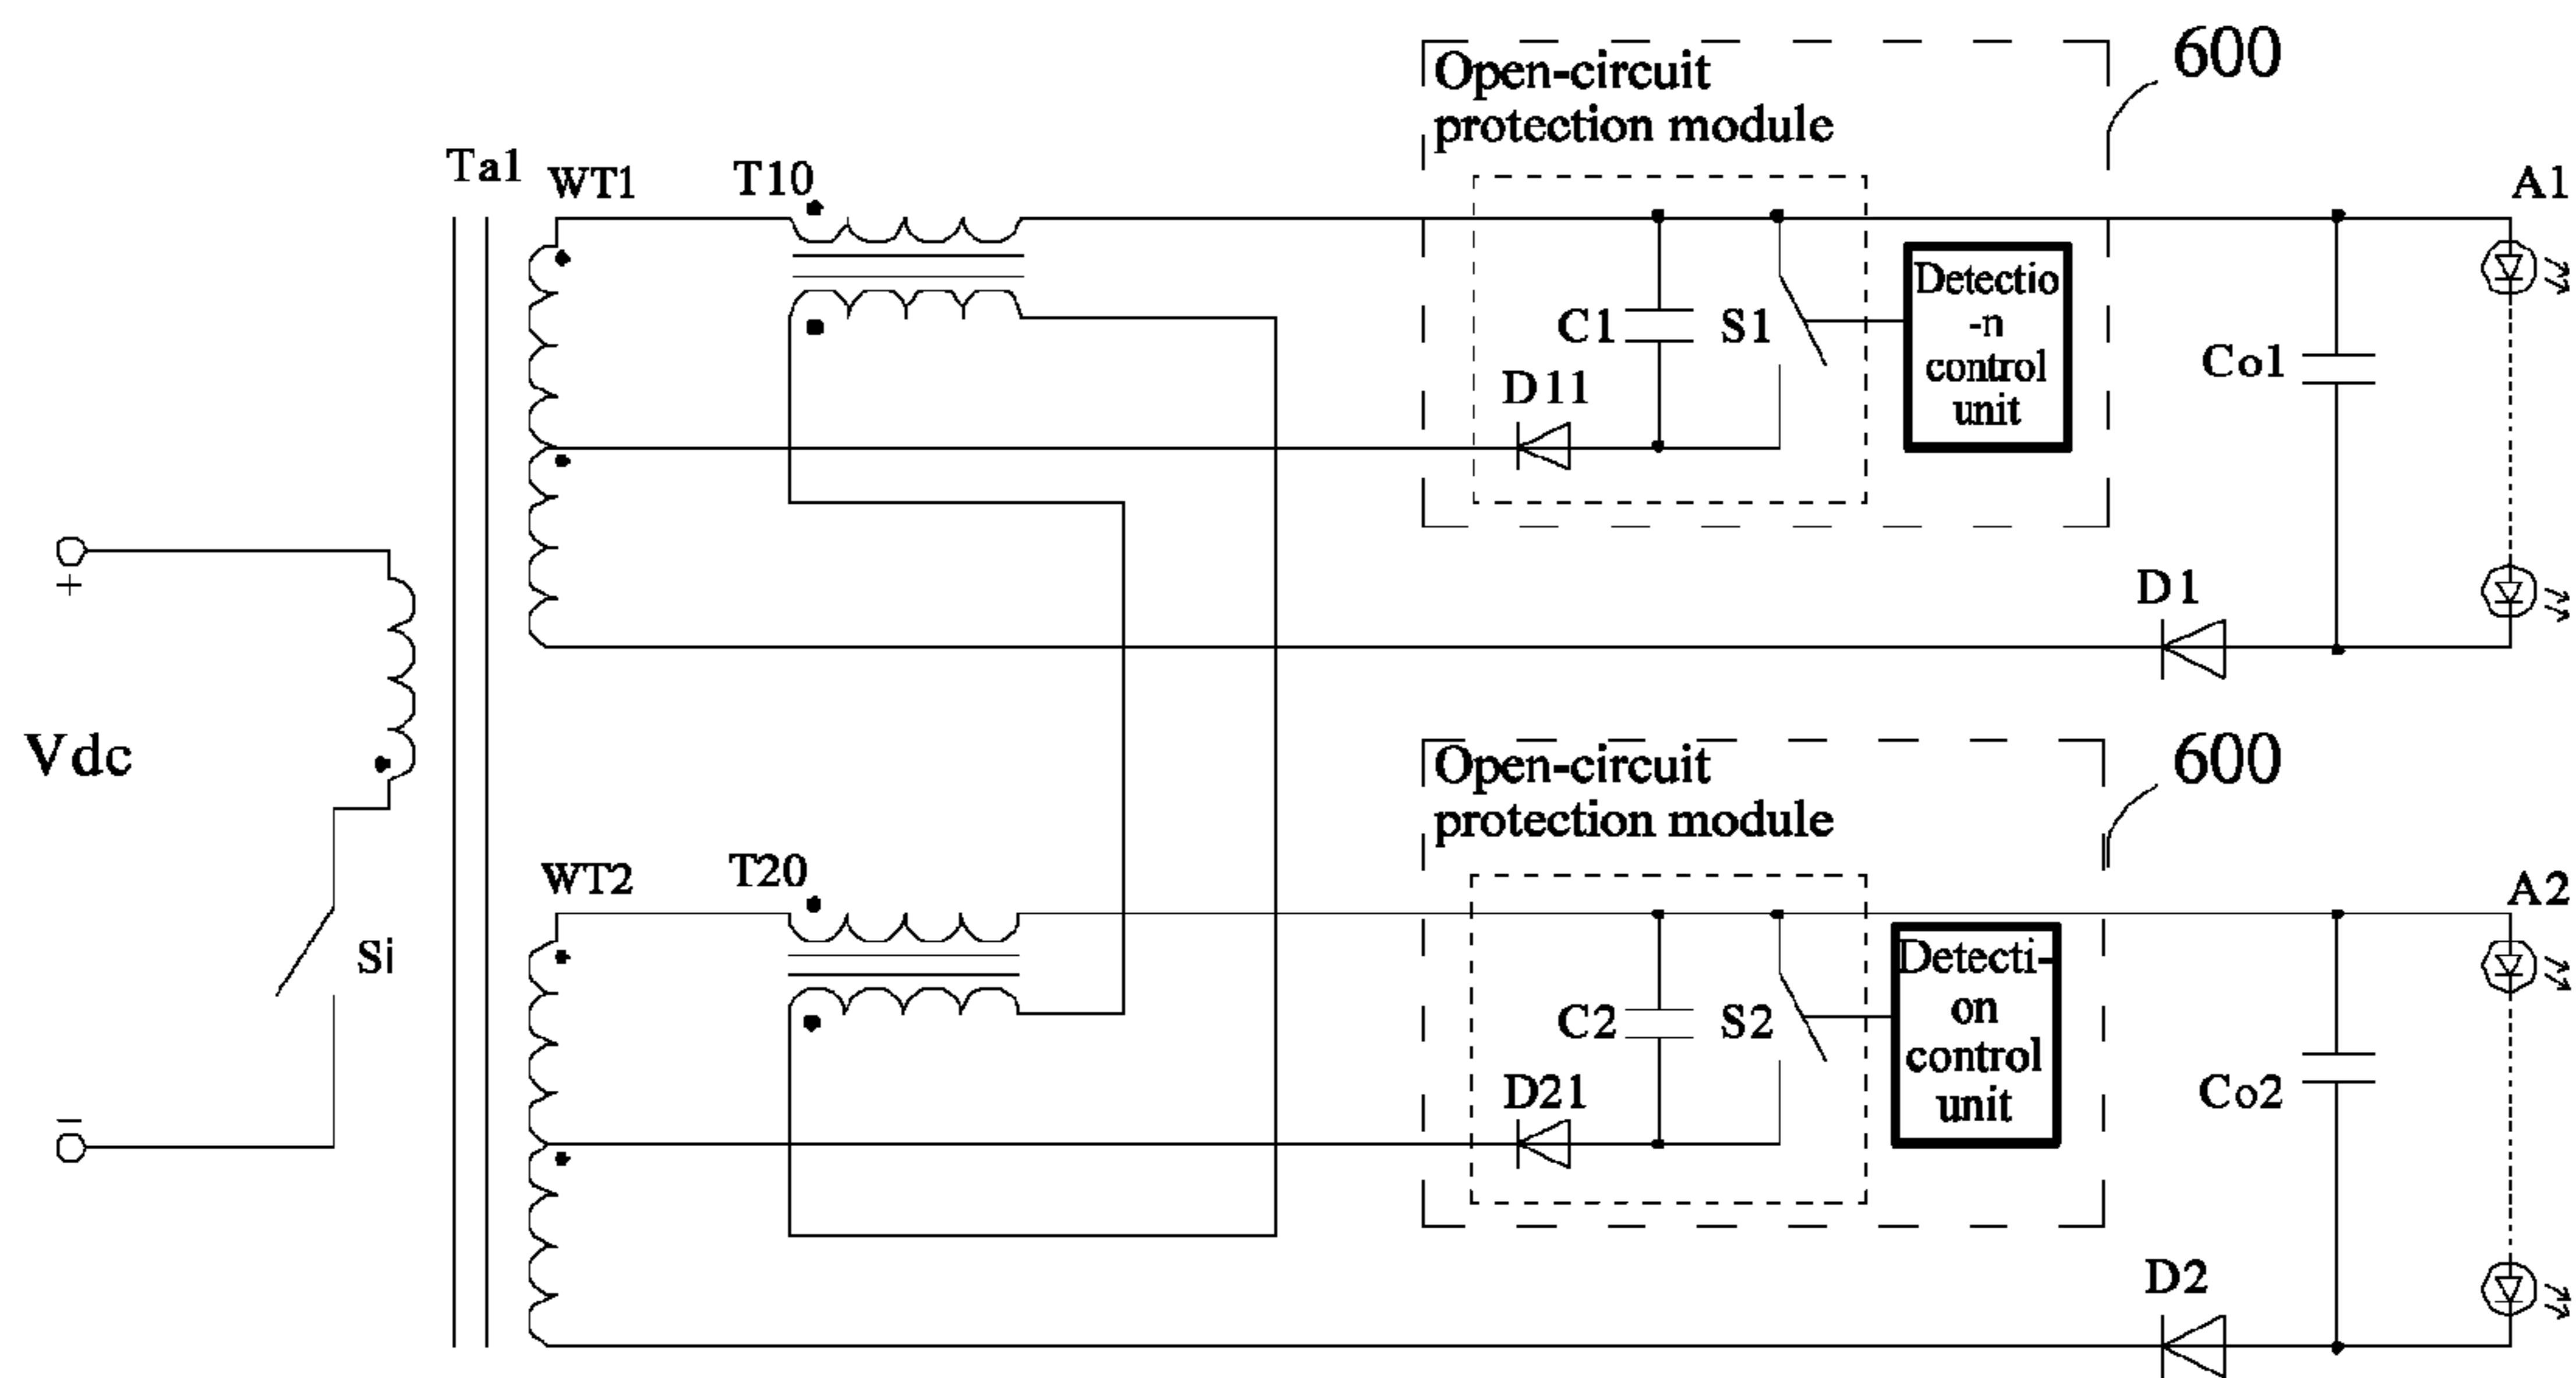 Open-circuit
protection module
600
Ta1
WT1
T10
A1
Detectio
-n
control
unit
C1
S1
Co1
D11
+
D1
Vdc
Open-circuit
protection module
600
WT2
T20
A2
Si
Detecti-
on
control
unit
C2
S2
Co2
D21
−
D2